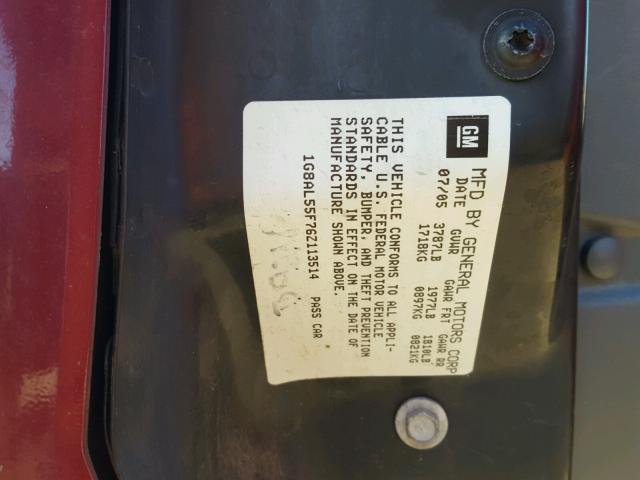 GM MFD BY GENERAL MOTORS CORP
DATE GVWR GAWR FRT GAWR RR
07/05 3787LB 1977LB 1810LB
1718KG 0897KG 0821KG
THIS VEHICLE CONFORMS TO ALL APPLI-
CABLE U.S. FEDERAL MOTOR VEHICLE
SAFETY, BUMPER, AND THEFT PREVENTION
STANDARDS IN EFFECT ON THE DATE OF
MANUFACTURE SHOWN ABOVE.
1G8AL55F76Z113514 PASS CAR